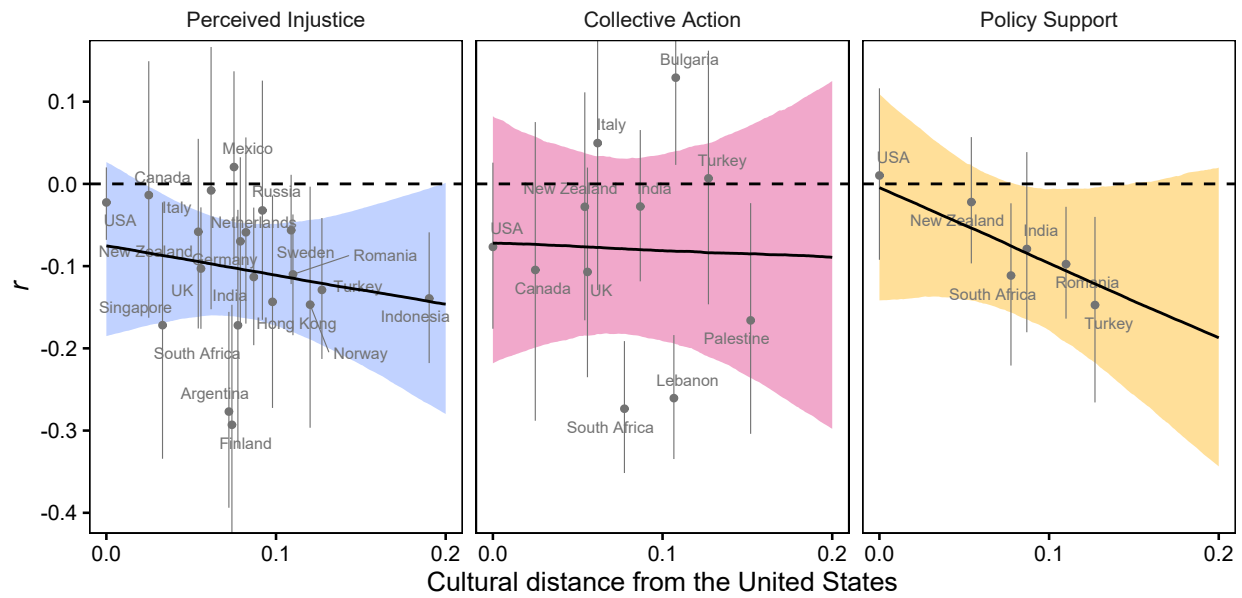 Perceived Injustice
Collective Action
Policy Support
r
0.1
0.0
-0.1
-0.2
-0.3
-0.4
Mexico
Canada
Russia
Italy
USA
Netherlands
New Zealand
Germany
Sweden
Romania
UK
India
Turkey
Singapore
Hong Kong
Indonesia
South Africa
Norway
Argentina
Finland
Bulgaria
Italy
Turkey
New Zealand
India
USA
Canada
UK
Palestine
Lebanon
South Africa
USA
New Zealand
India
South Africa
Romania
Turkey
0.0
0.1
0.2
0.0
0.1
0.2
0.0
0.1
0.2
Cultural distance from the United States